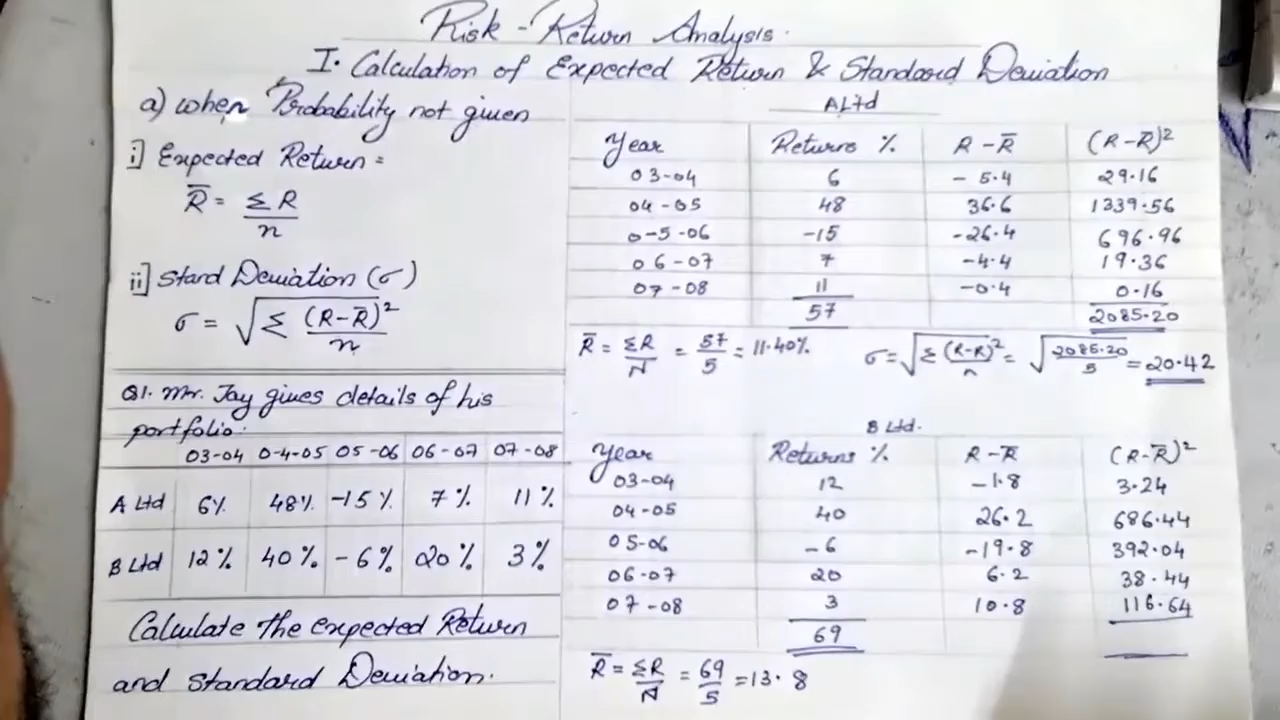 Risk - Return Analysis.
I. Calculation of Expected Return & Standard Deviation
a) when Probability not given
i] Expected Return =
R̅ = ΣR / n
ii] Stard Deviation (σ)
σ = √Σ (R-R̅)² / n
Q1. Mr. Jay gives details of his
portfolio:
03-04 0-4-05 05-06 06-07 07-08
A Ltd 6% 48% -15% 7% 11%
B Ltd 12% 40% -6% 20% 3%
Calculate the expected Return
and standard Deviation.
A Ltd
Year Returns % R-R̅ (R-R̅)²
03-04 6 -5.4 29.16
04-05 48 36.6 1339.56
0-5-06 -15 -26.4 696.96
06-07 7 -4.4 19.36
07-08 11 -0.4 0.16
57 2085.20
R̅ = ΣR / N = 57 / 5 = 11.40% σ = √Σ (R-R̅)² / n = √2085.20 / 5 = 20.42
B Ltd.
Year Returns % R-R̅ (R-R̅)²
03-04 12 -1.8 3.24
04-05 40 26.2 686.44
05-06 -6 -19.8 392.04
06-07 20 6.2 38.44
07-08 3 10.8 116.64
69
R̅ = ΣR / N = 69 / 5 = 13.8